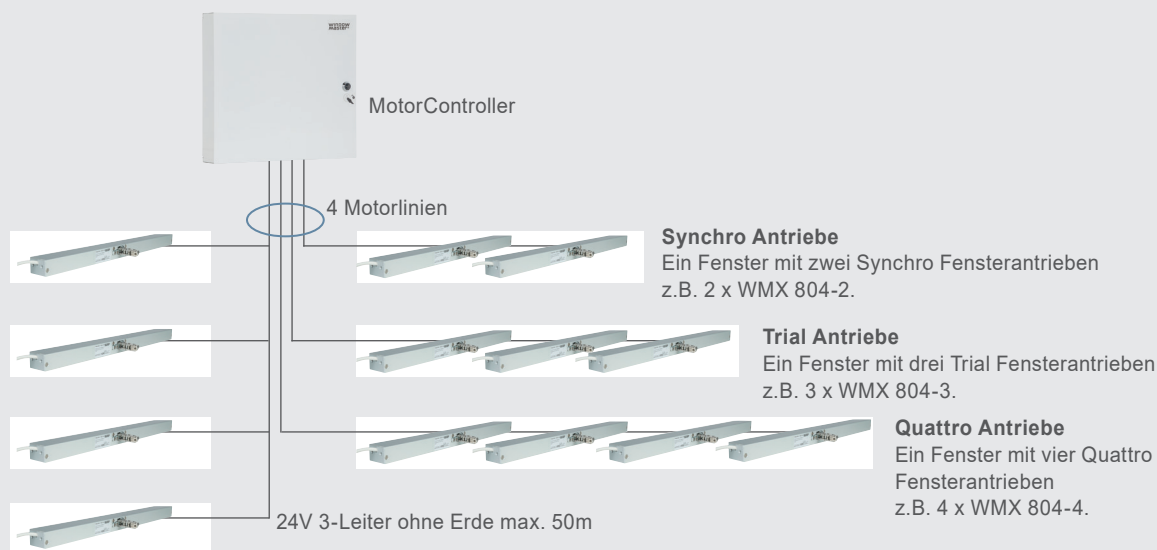 WINDOW
MASTER
MotorController
4 Motorlinien
Synchro Antriebe
Ein Fenster mit zwei Synchro Fensterantrieben
z.B. 2 x WMX 804-2.
Trial Antriebe
Ein Fenster mit drei Trial Fensterantrieben
z.B. 3 x WMX 804-3.
Quattro Antriebe
Ein Fenster mit vier Quattro
Fensterantrieben
z.B. 4 x WMX 804-4.
24V 3-Leiter ohne Erde max. 50m